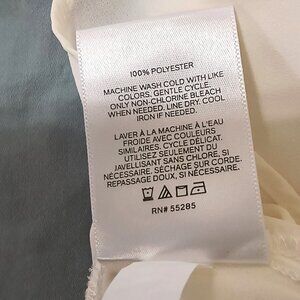 100% POLYESTER
MACHINE WASH COLD WITH LIKE
COLORS. GENTLE CYCLE.
ONLY NON-CHLORINE BLEACH
WHEN NEEDED. LINE DRY. COOL
IRON IF NEEDED.
LAVER À LA MACHINE À L'EAU
FROIDE AVEC COULEURS
SIMILAIRES. CYCLE DÉLICAT.
UTILISEZ SEULEMENT DU
JAVELLISANT SANS CHLORE, SI
NÉCESSAIRE. SÉCHAGE SUR CORDE.
REPASSAGE DOUX, SI NÉCESSAIRE.
RN# 55285